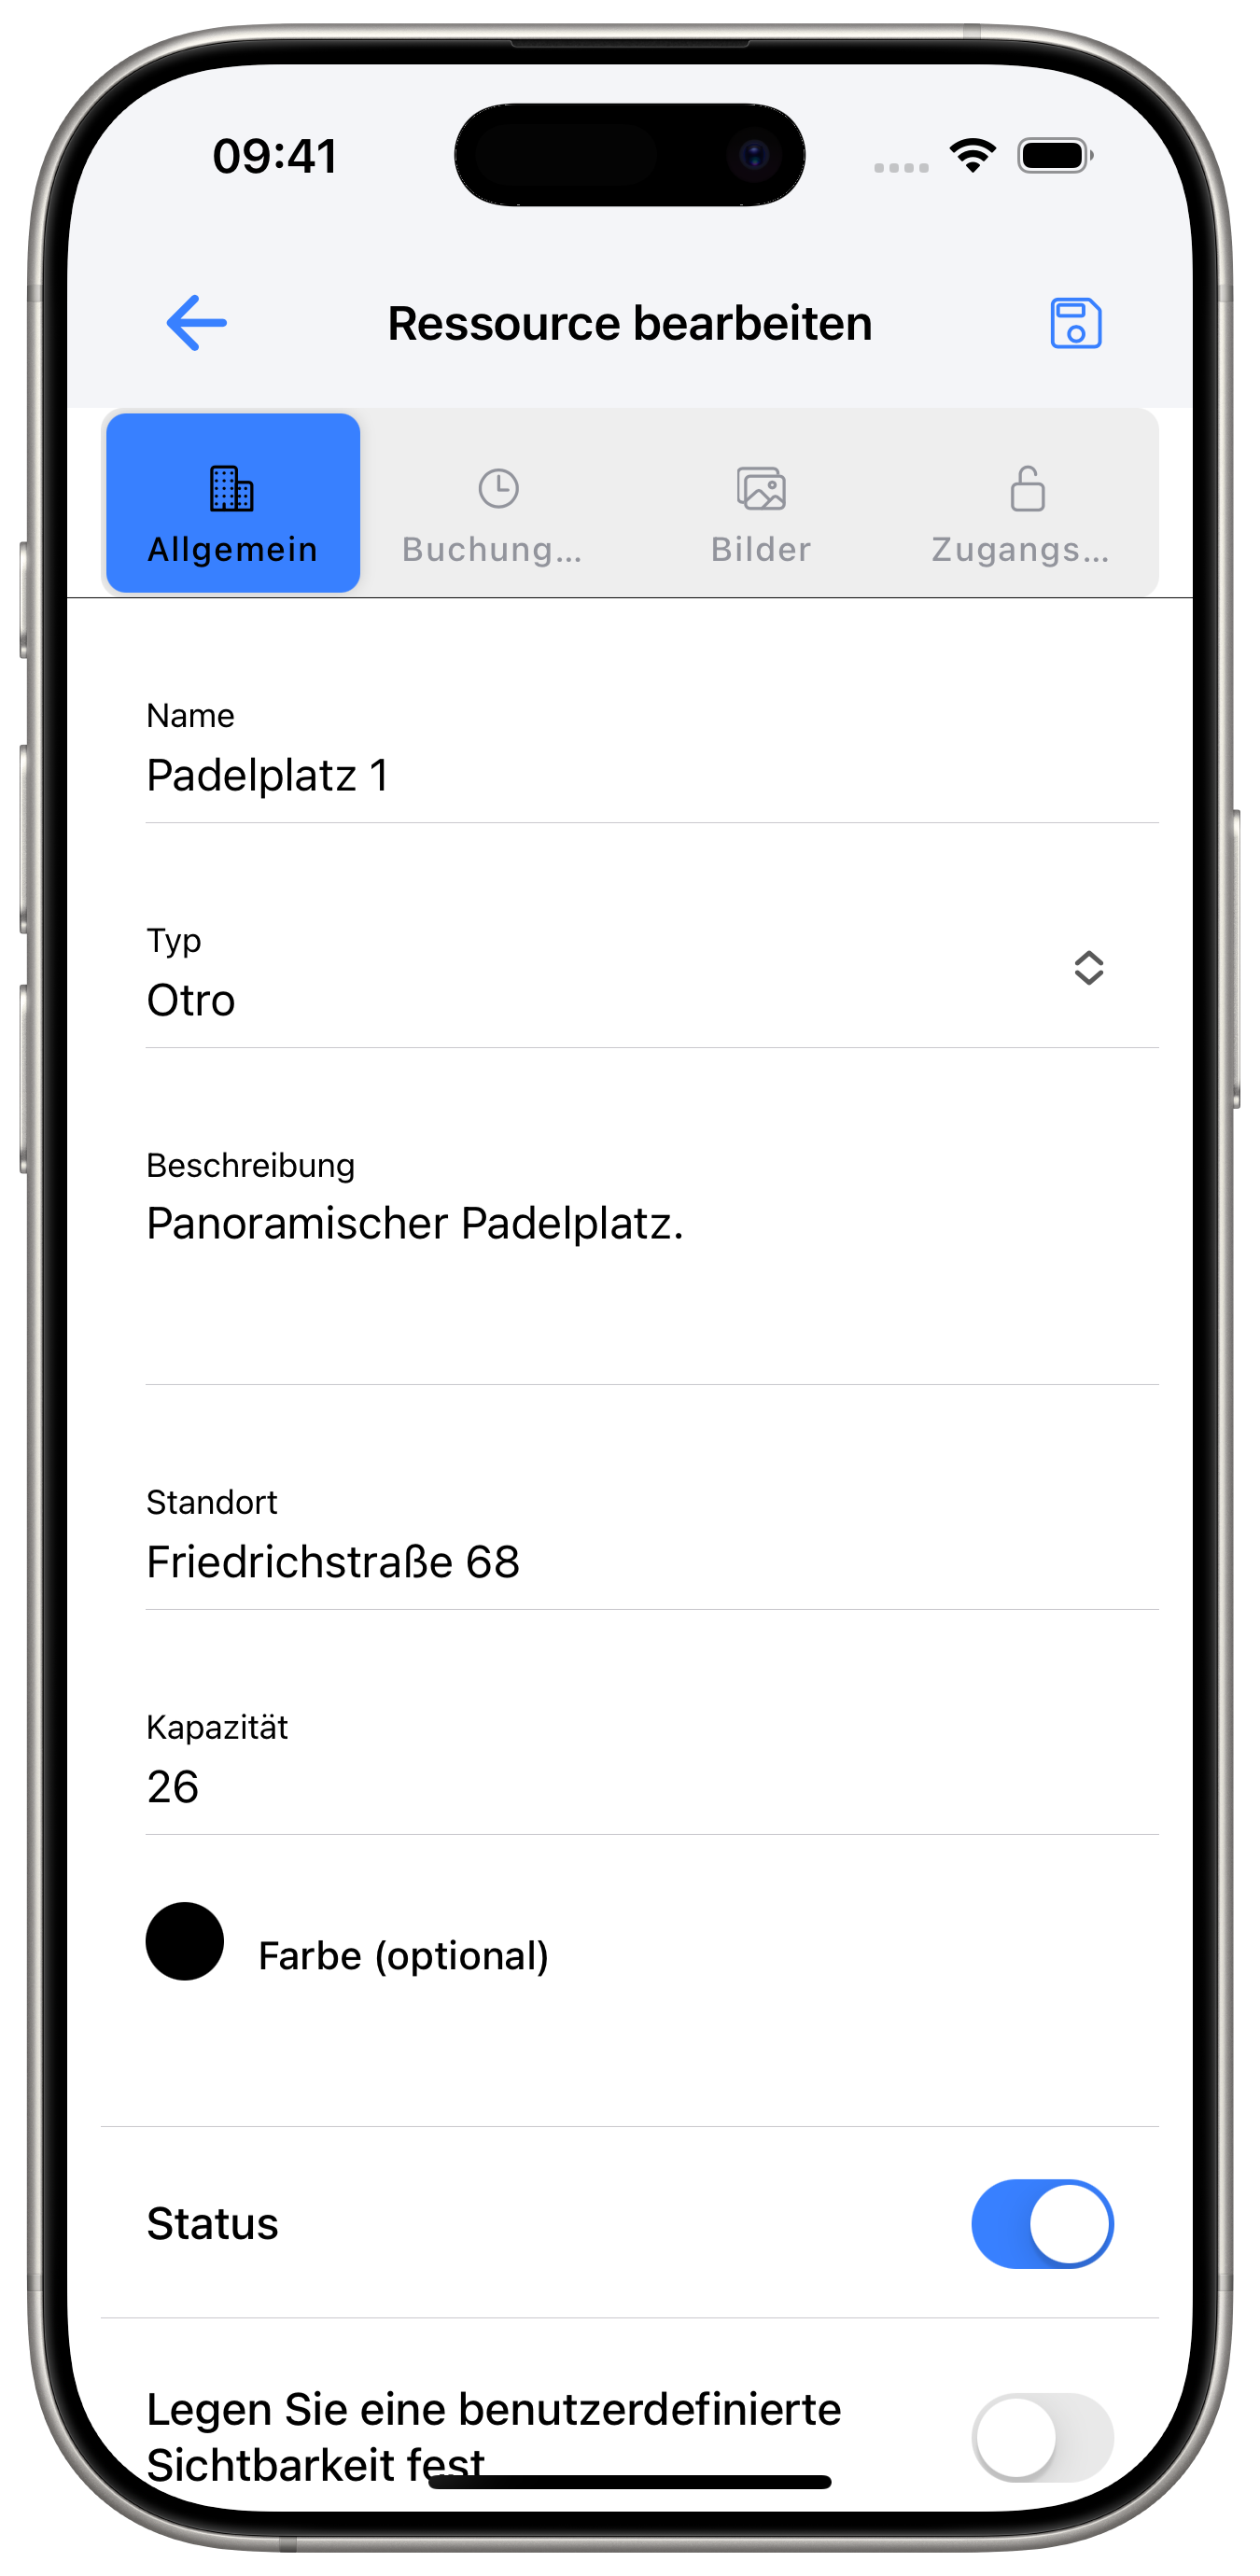 09:41
Ressource bearbeiten
Allgemein
Buchung...
Bilder
Zugangs...
Name
Padelplatz 1
Typ
Otro
Beschreibung
Panoramischer Padelplatz.
Standort
Friedrichstraße 68
Kapazität
26
Farbe (optional)
Status
Legen Sie eine benutzerdefinierte
Sichtbarkeit fest